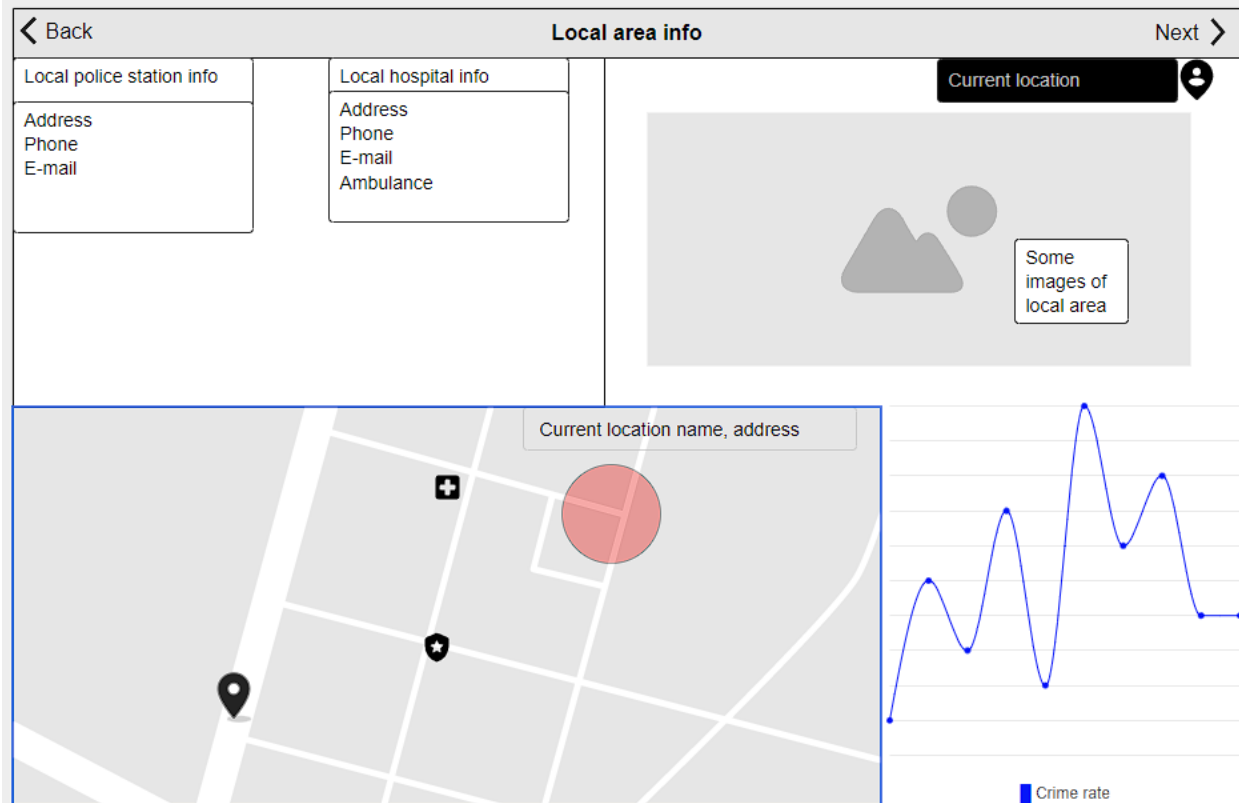 Back
Local area info
Next
Local police station info
Address
Phone
E-mail
Local hospital info
Address
Phone
E-mail
Ambulance
Current location
Some
images of
local area
Current location name, address
Crime rate